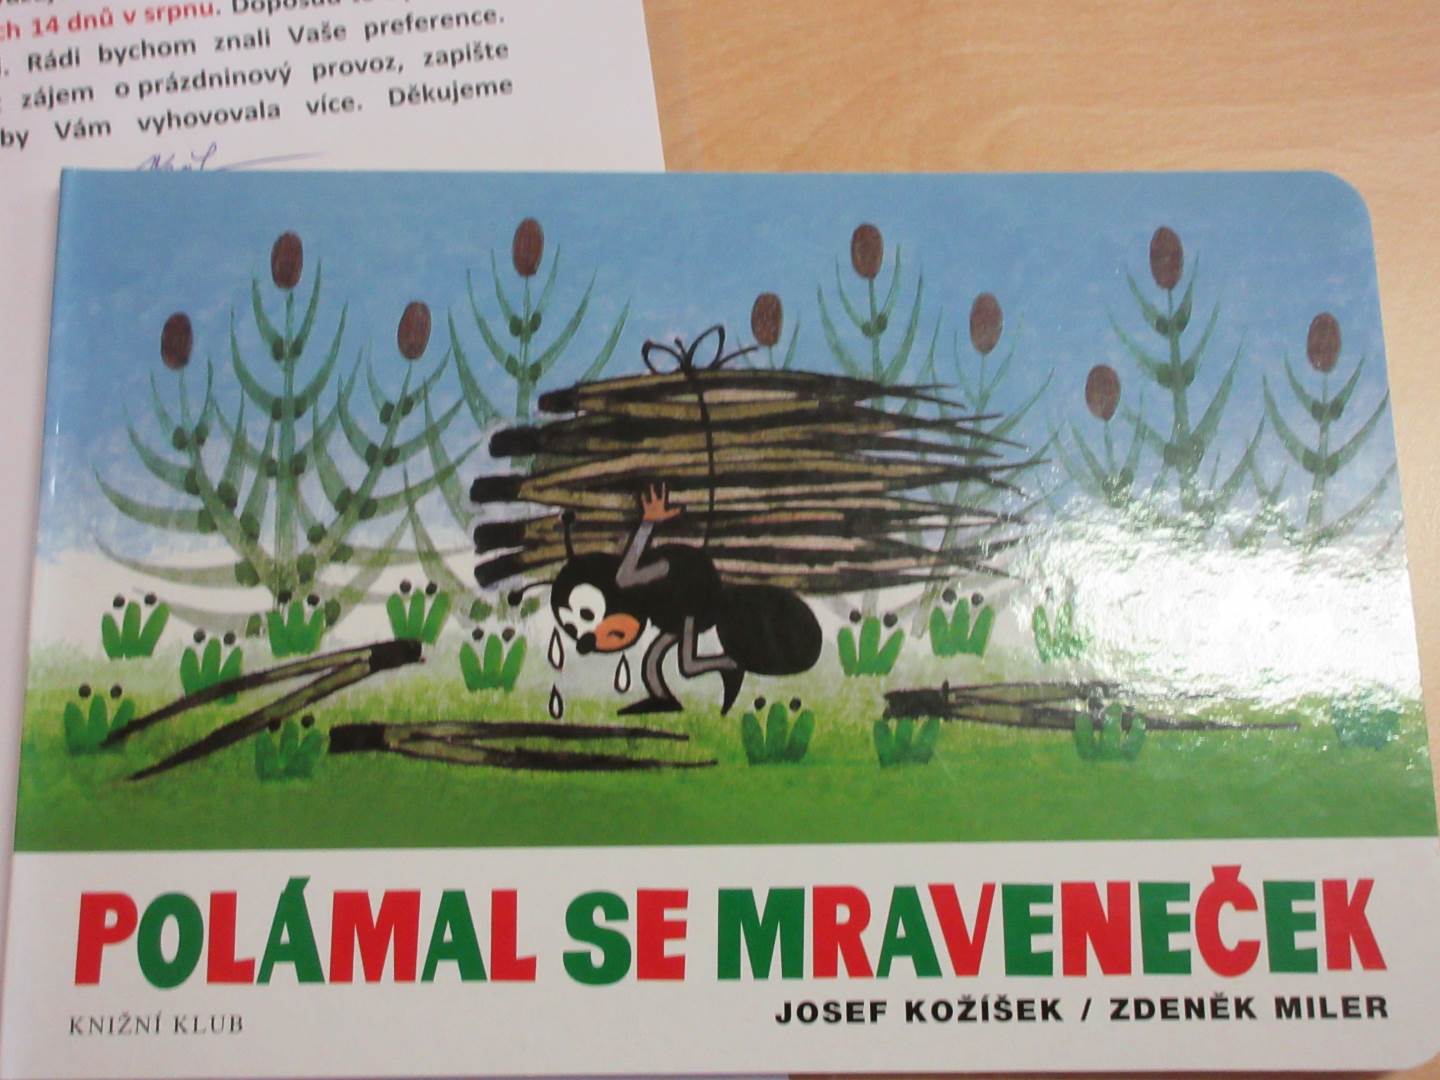 14 dnů v srpnu. Doposud
Rádi bychom znali Vaše preference.
zájem o prázdninový provoz, zapište
by Vám vyhovovala více. Děkujeme
POLÁMAL SE MRAVENEČEK
JOSEF KOŽÍŠEK / ZDENĚK MILER
KNIŽNÍ KLUB